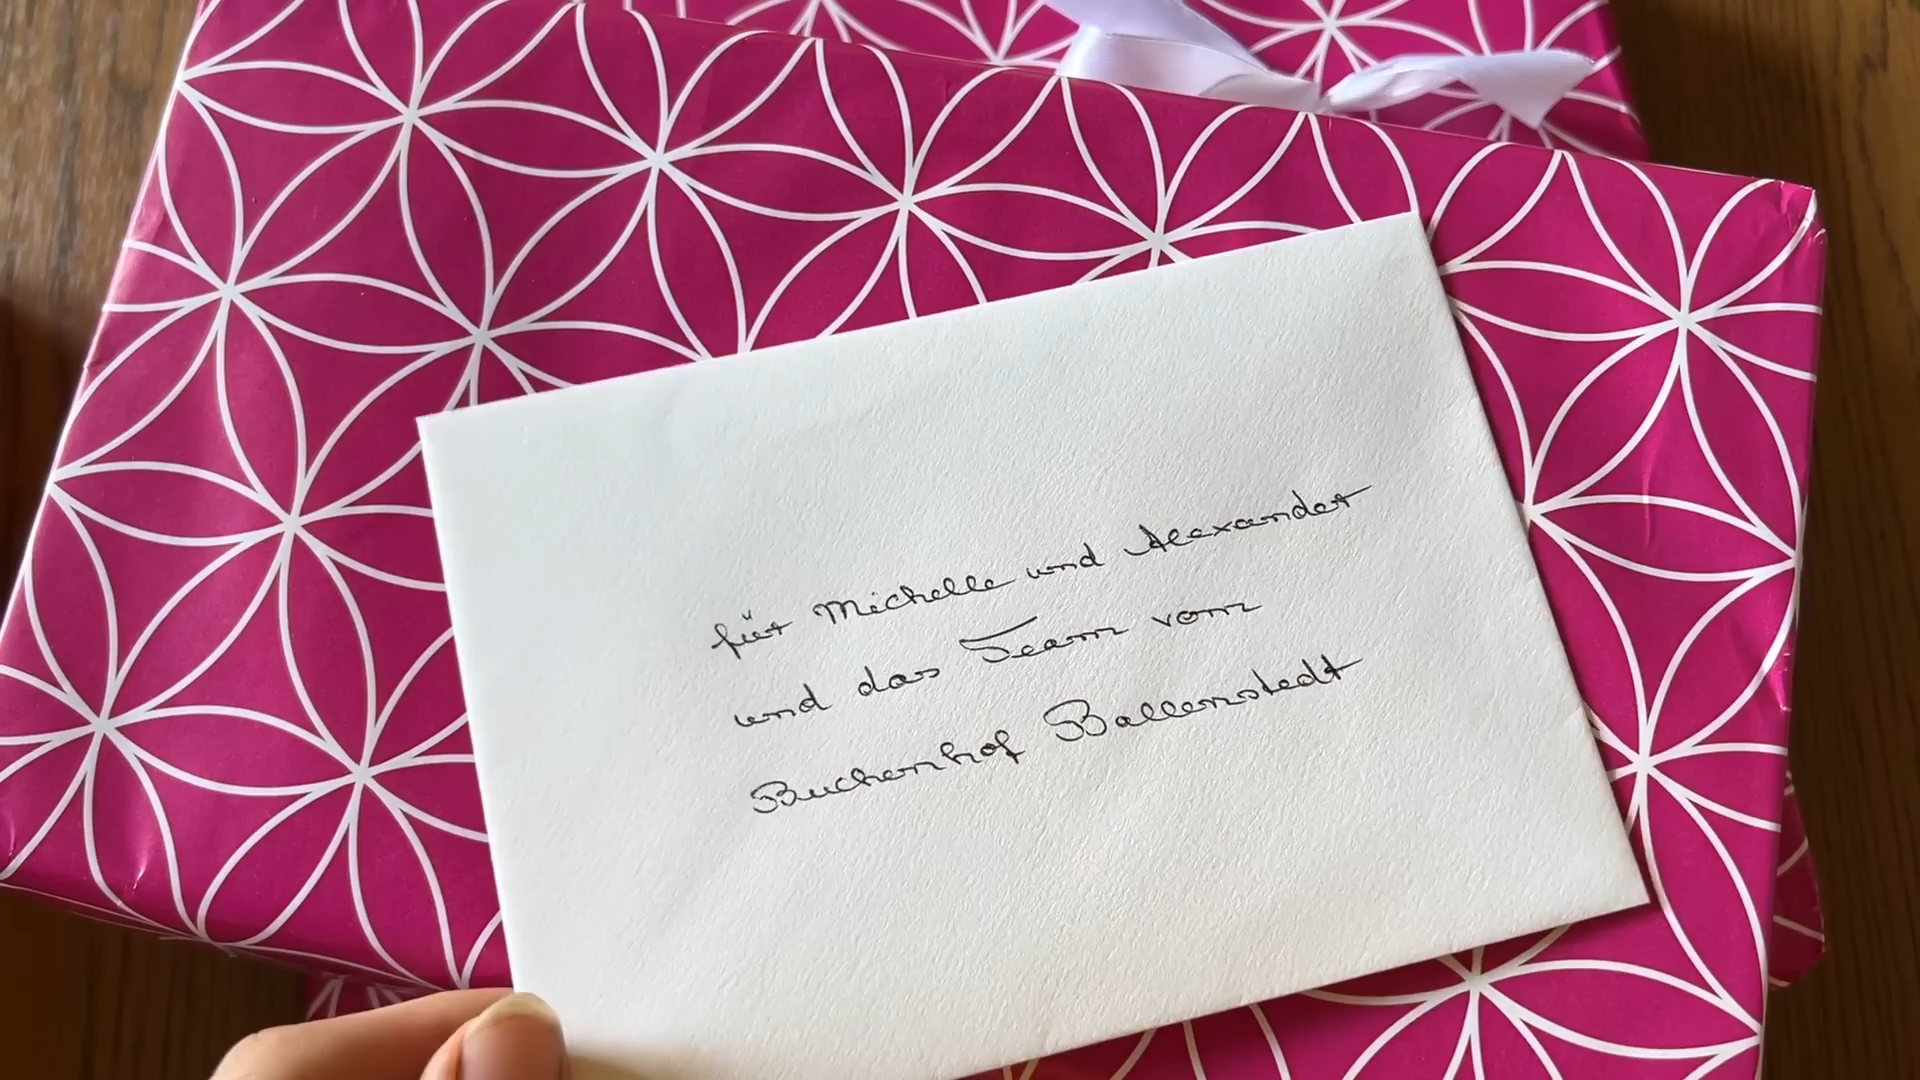 für Michelle und Alexander
und das Team vom
Buchenhof Ballenstedt